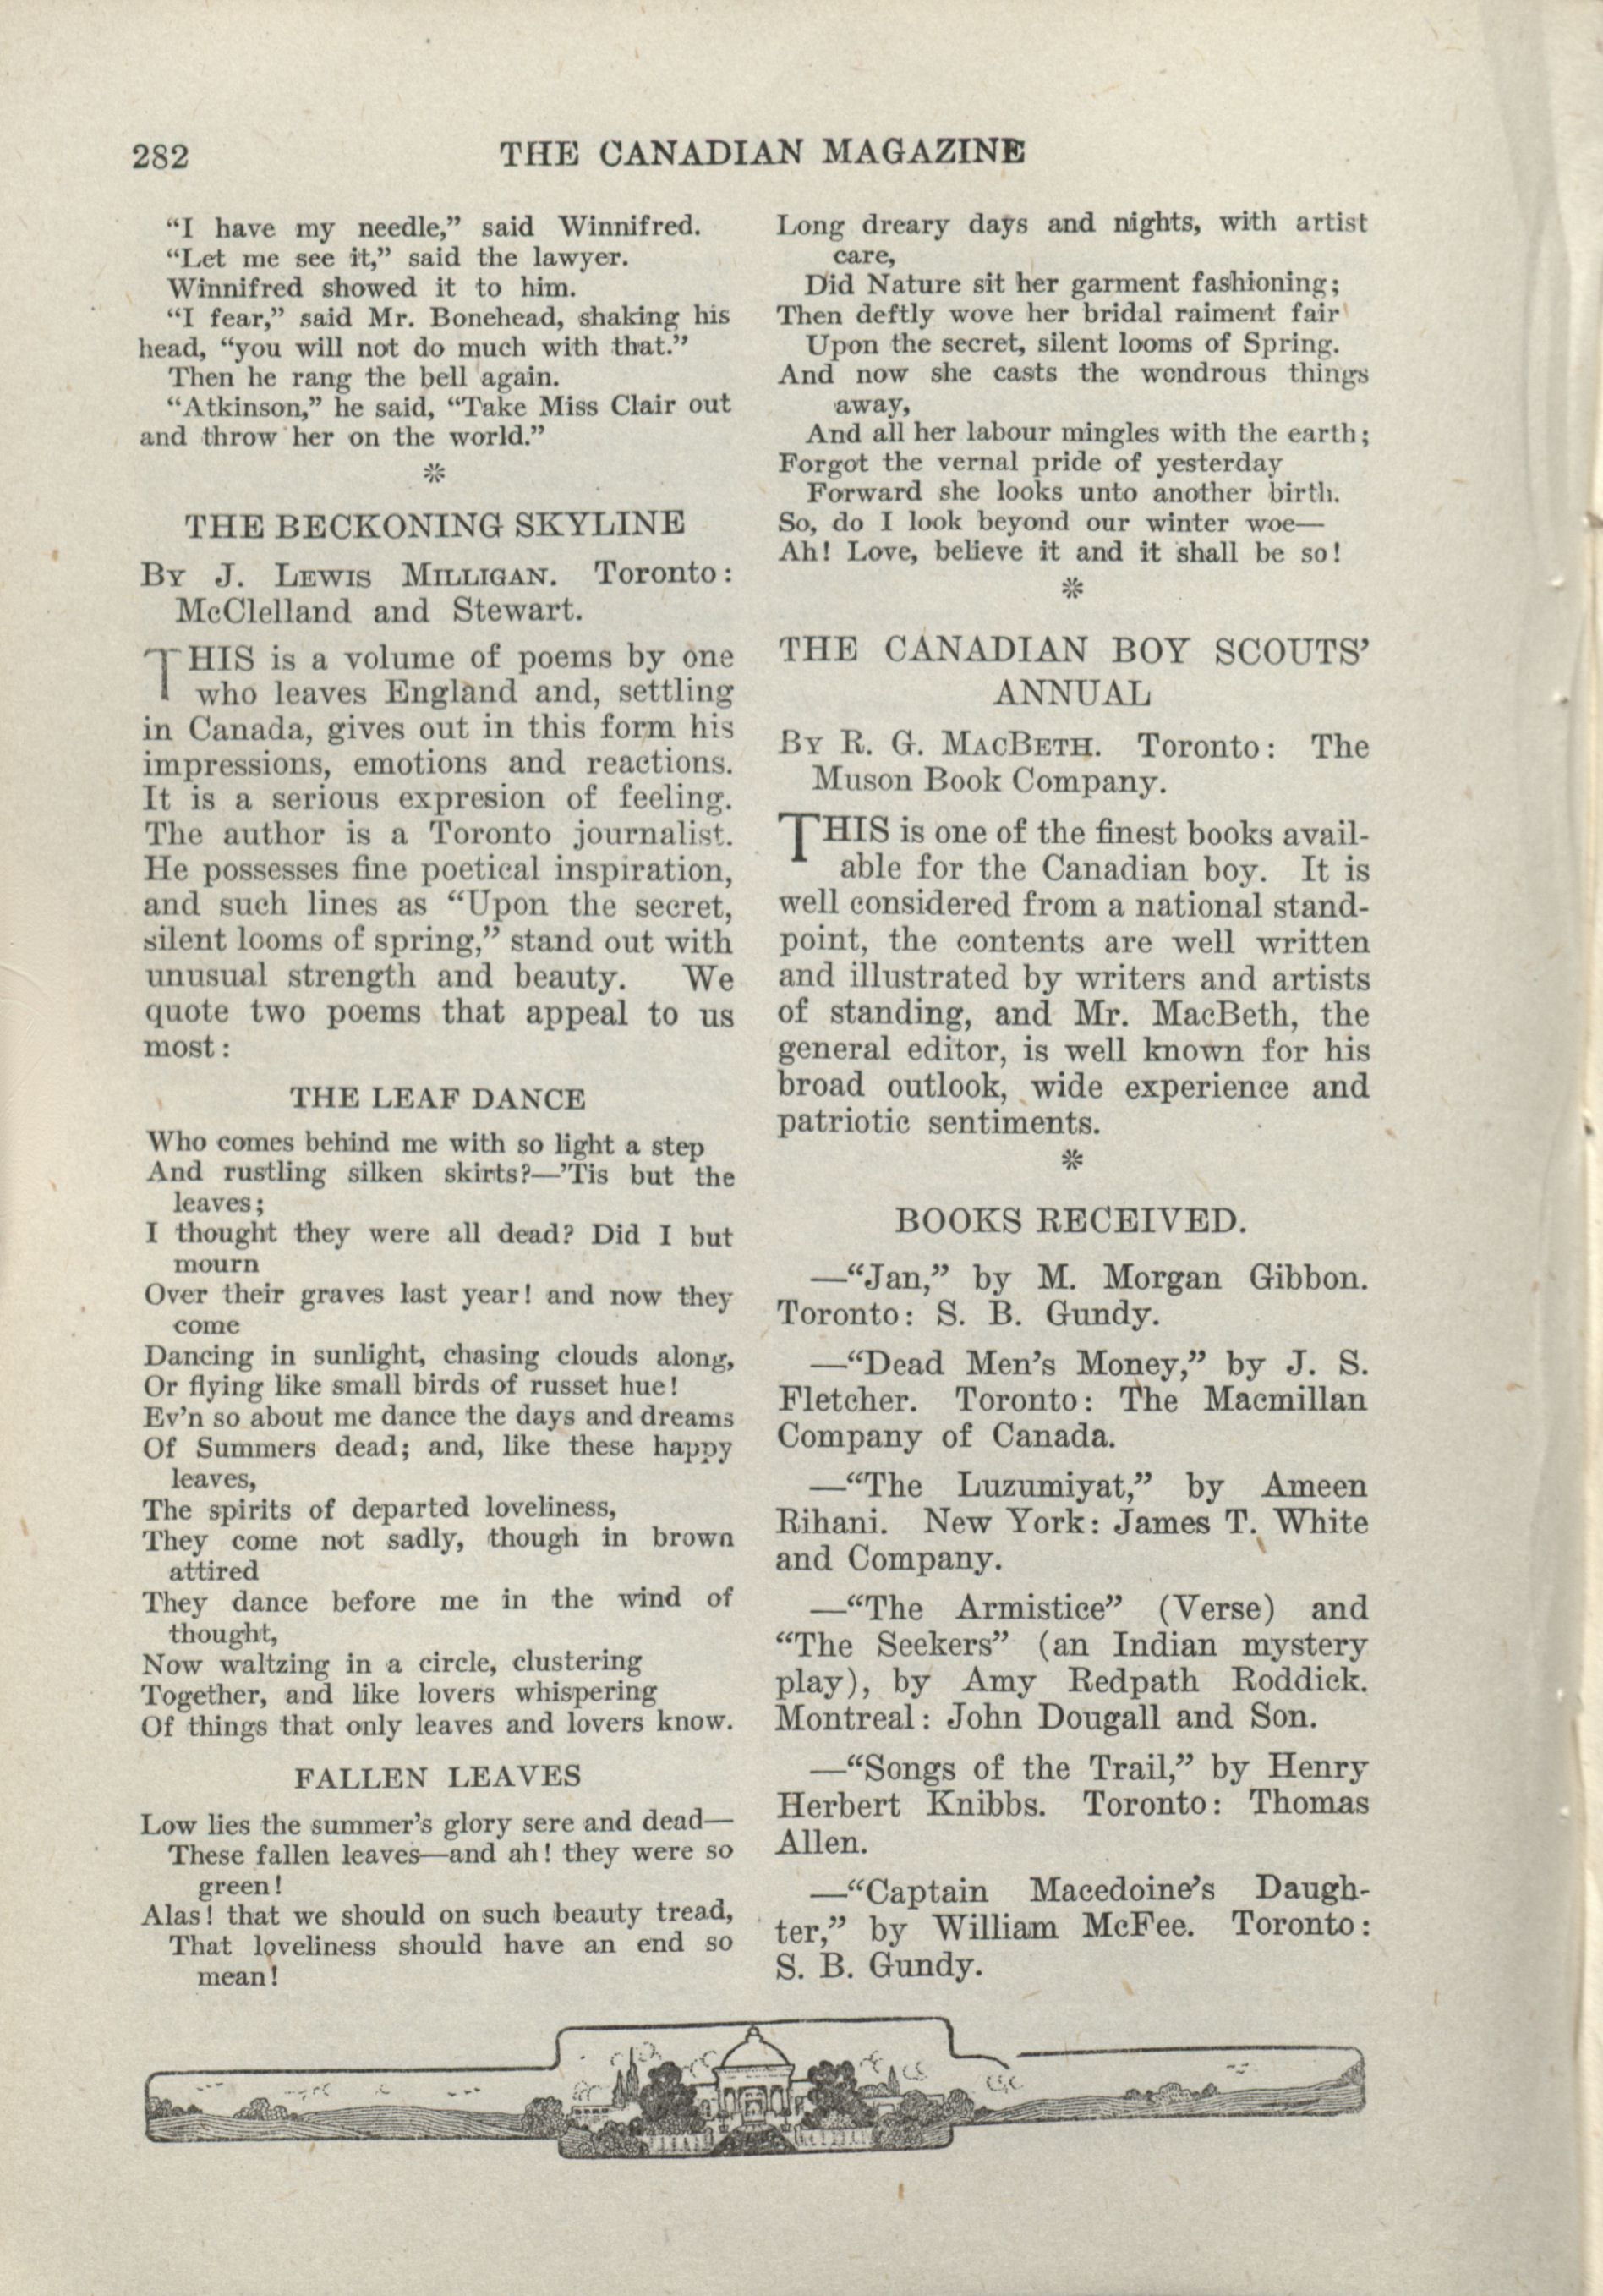 282
THE CANADIAN MAGAZINE
“I have my needle,” said Winnifred.
“Let me see it,” said the lawyer.
Winnifred showed it to him.
“I fear,” said Mr. Bonehead, shaking his
head, “you will not do much with that.”
Then he rang the bell again.
“Atkinson,” he said, “Take Miss Clair out
and throw her on the world.”
THE BECKONING SKYLINE
By J. Lewis Milligan. Toronto:
McClelland and Stewart.
THIS is a volume of poems by one
who leaves England and, settling
in Canada, gives out in this form his
impressions, emotions and reactions.
It is a serious expresion of feeling.
The author is a Toronto journalist.
He possesses fine poetical inspiration,
and such lines as “Upon the secret,
silent looms of spring,” stand out with
unusual strength and beauty. We
quote two poems that appeal to us
most:
THE LEAF DANCE
Who comes behind me with so light a step
And rustling silken skirts?—’Tis but the
leaves;
I thought they were all dead? Did I but
mourn
Over their graves last year! and now they
come
Dancing in sunlight, chasing clouds along,
Or flying like small birds of russet hue!
Ev’n so about me dance the days and dreams
Of Summers dead; and, like these happy
leaves,
The spirits of departed loveliness,
They come not sadly, though in brown
attired
They dance before me in the wind of
thought,
Now waltzing in a circle, clustering
Together, and like lovers whispering
Of things that only leaves and lovers know.
FALLEN LEAVES
Low lies the summer’s glory sere and dead—
These fallen leaves—and ah! they were so
green!
Alas! that we should on such beauty tread,
That loveliness should have an end so
mean!
Long dreary days and nights, with artist
care,
Did Nature sit her garment fashioning;
Then deftly wove her bridal raiment fair
Upon the secret, silent looms of Spring.
And now she casts the wondrous things
away,
And all her labour mingles with the earth;
Forgot the vernal pride of yesterday
Forward she looks unto another birth.
So, do I look beyond our winter woe—
Ah! Love, believe it and it shall be so!
THE CANADIAN BOY SCOUTS’
ANNUAL
By R. G. MacBeth. Toronto: The
Muson Book Company.
THIS is one of the finest books avail-
able for the Canadian boy. It is
well considered from a national stand-
point, the contents are well written
and illustrated by writers and artists
of standing, and Mr. MacBeth, the
general editor, is well known for his
broad outlook, wide experience and
patriotic sentiments.
BOOKS RECEIVED.
—“Jan,” by M. Morgan Gibbon.
Toronto: S. B. Gundy.
—“Dead Men’s Money,” by J. S.
Fletcher. Toronto: The Macmillan
Company of Canada.
—“The Luzumiyat,” by Ameen
Rihani. New York: James T. White
and Company.
—“The Armistice” (Verse) and
“The Seekers” (an Indian mystery
play), by Amy Redpath Roddick.
Montreal: John Dougall and Son.
—“Songs of the Trail,” by Henry
Herbert Knibbs. Toronto: Thomas
Allen.
—“Captain Macedoine’s Daugh-
ter,” by William McFee. Toronto:
S. B. Gundy.